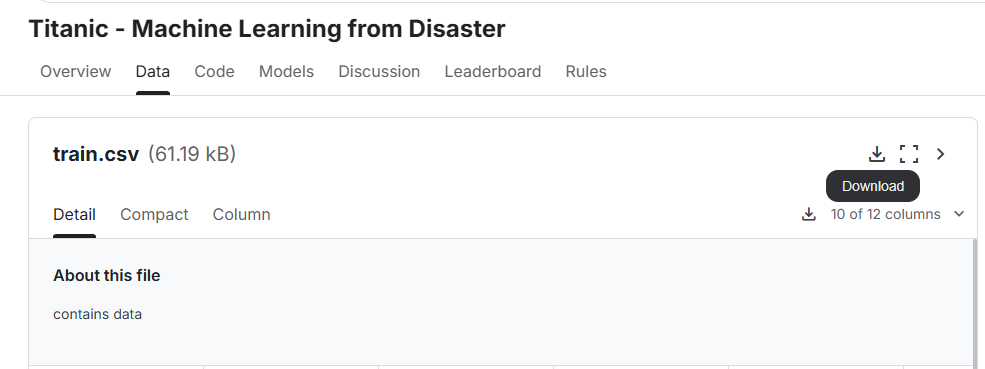 Titanic - Machine Learning from Disaster
Overview Data Code Models Discussion Leaderboard Rules
train.csv (61.19 kB)
Download
Detail Compact Column 10 of 12 columns
About this file
contains data